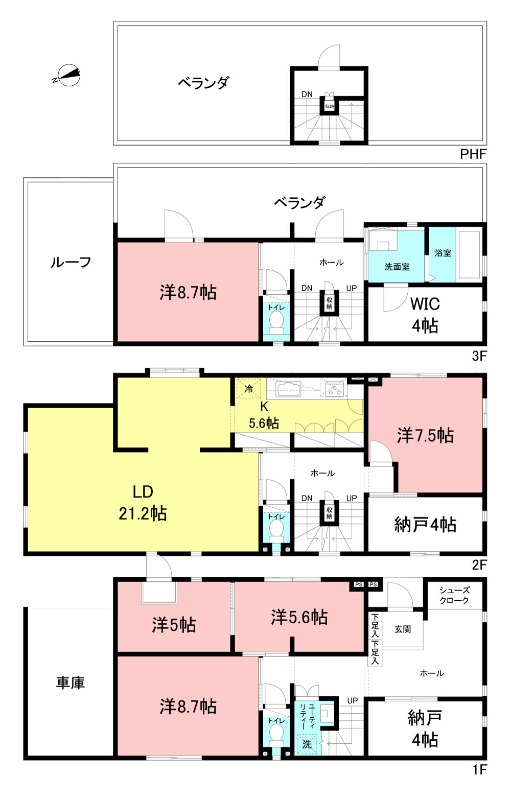 N
ベランダ
DN
収納
PHF
ベランダ
ルーフ
洋8.7帖
ホール
トイレ
DN
収納
UP
洗面室
浴室
WIC
4帖
3F
冷
K
5.6帖
洋7.5帖
LD
21.2帖
ホール
トイレ
DN
収納
UP
納戸4帖
2F
PS
PS
シューズ
クローク
洋5帖
洋5.6帖
下足入
下足入
玄関
車庫
洋8.7帖
ホール
トイレ
ユーティ
リティー
洗
UP
納戸
4帖
1F